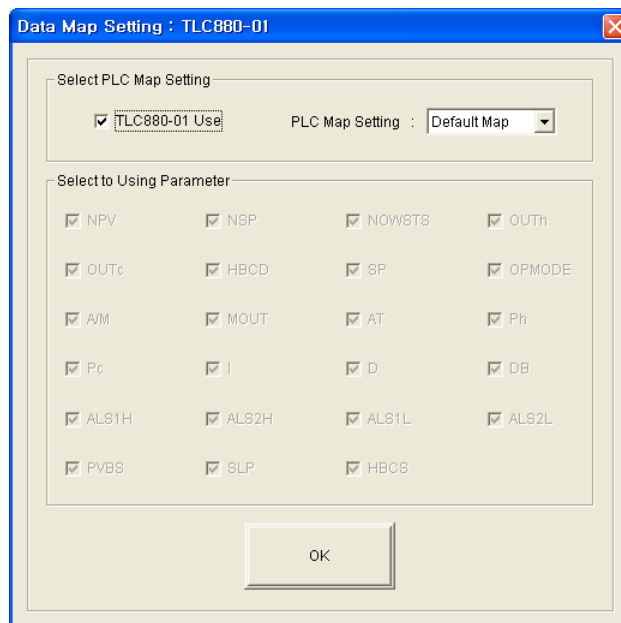 Data Map Setting : TLC880-01
Select PLC Map Setting
TLC880-01 Use PLC Map Setting : Default Map
Select to Using Parameter
NPV NSP NOWSTS OUTh
OUTc HBCD SP OPMODE
A/M MOUT AT Ph
Pc I D DB
ALS1H ALS2H ALS1L ALS2L
PVBS SLP HBCS
OK